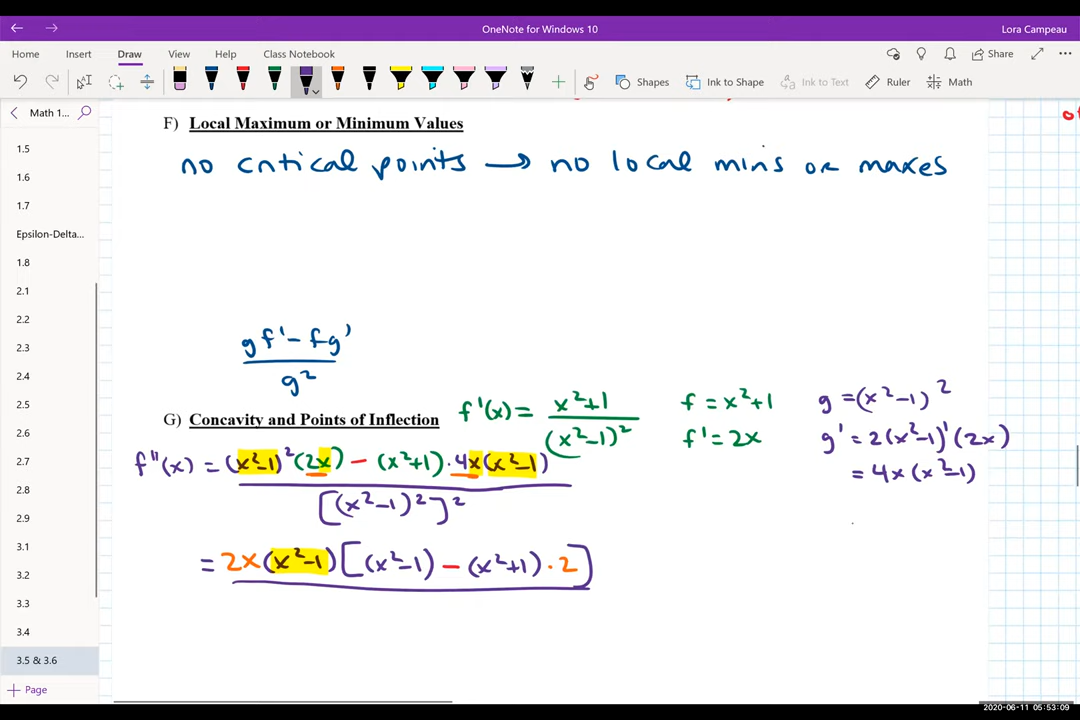 OneNote for Windows 10
Lora Campeau
Home Insert Draw View Help Class Notebook Share
Shapes Ink to Shape Ink to Text Ruler Math
Math 1...
1.5
1.6
1.7
Epsilon-Delta...
1.8
2.1
2.2
2.3
2.4
2.5
2.6
2.7
2.8
2.9
3.1
3.2
3.3
3.4
3.5 & 3.6
Page
F) Local Maximum or Minimum Values
no critical points → no local mins or maxes
gf' - fg'
g²
G) Concavity and Points of Inflection
f'(x) = x²+1
(x²-1)²
f = x²+1
f' = 2x
g = (x²-1)²
g' = 2(x²-1)'(2x)
= 4x(x²-1)
f''(x) = (x²-1)²(2x) - (x²+1)·4x(x²-1)
[(x²-1)²]²
= 2x(x²-1)[(x²-1) - (x²+1)·2]
2020-06-11 05:53:09